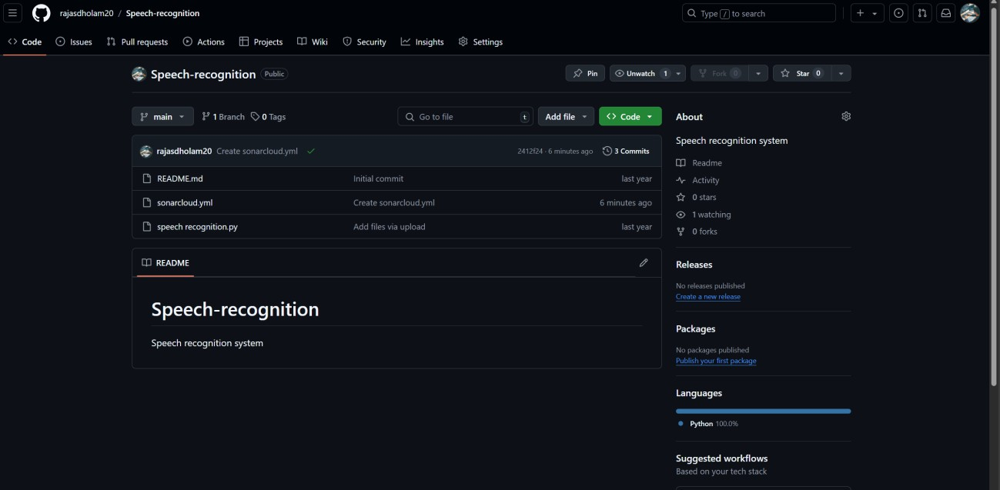 rajasdholam20 / Speech-recognition
Type / to search
Code Issues Pull requests Actions Projects Wiki Security Insights Settings
Speech-recognition Public
Pin Unwatch 1 Fork 0 Star 0
main 1 Branch 0 Tags Go to file t Add file Code
rajasdholam20 Create sonarcloud.yml 2412f24 · 6 minutes ago 3 Commits
README.md Initial commit last year
sonarcloud.yml Create sonarcloud.yml 6 minutes ago
speech recognition.py Add files via upload last year
README
Speech-recognition
Speech recognition system
About
Speech recognition system
Readme
Activity
0 stars
1 watching
0 forks
Releases
No releases published
Create a new release
Packages
No packages published
Publish your first package
Languages
Python 100.0%
Suggested workflows
Based on your tech stack